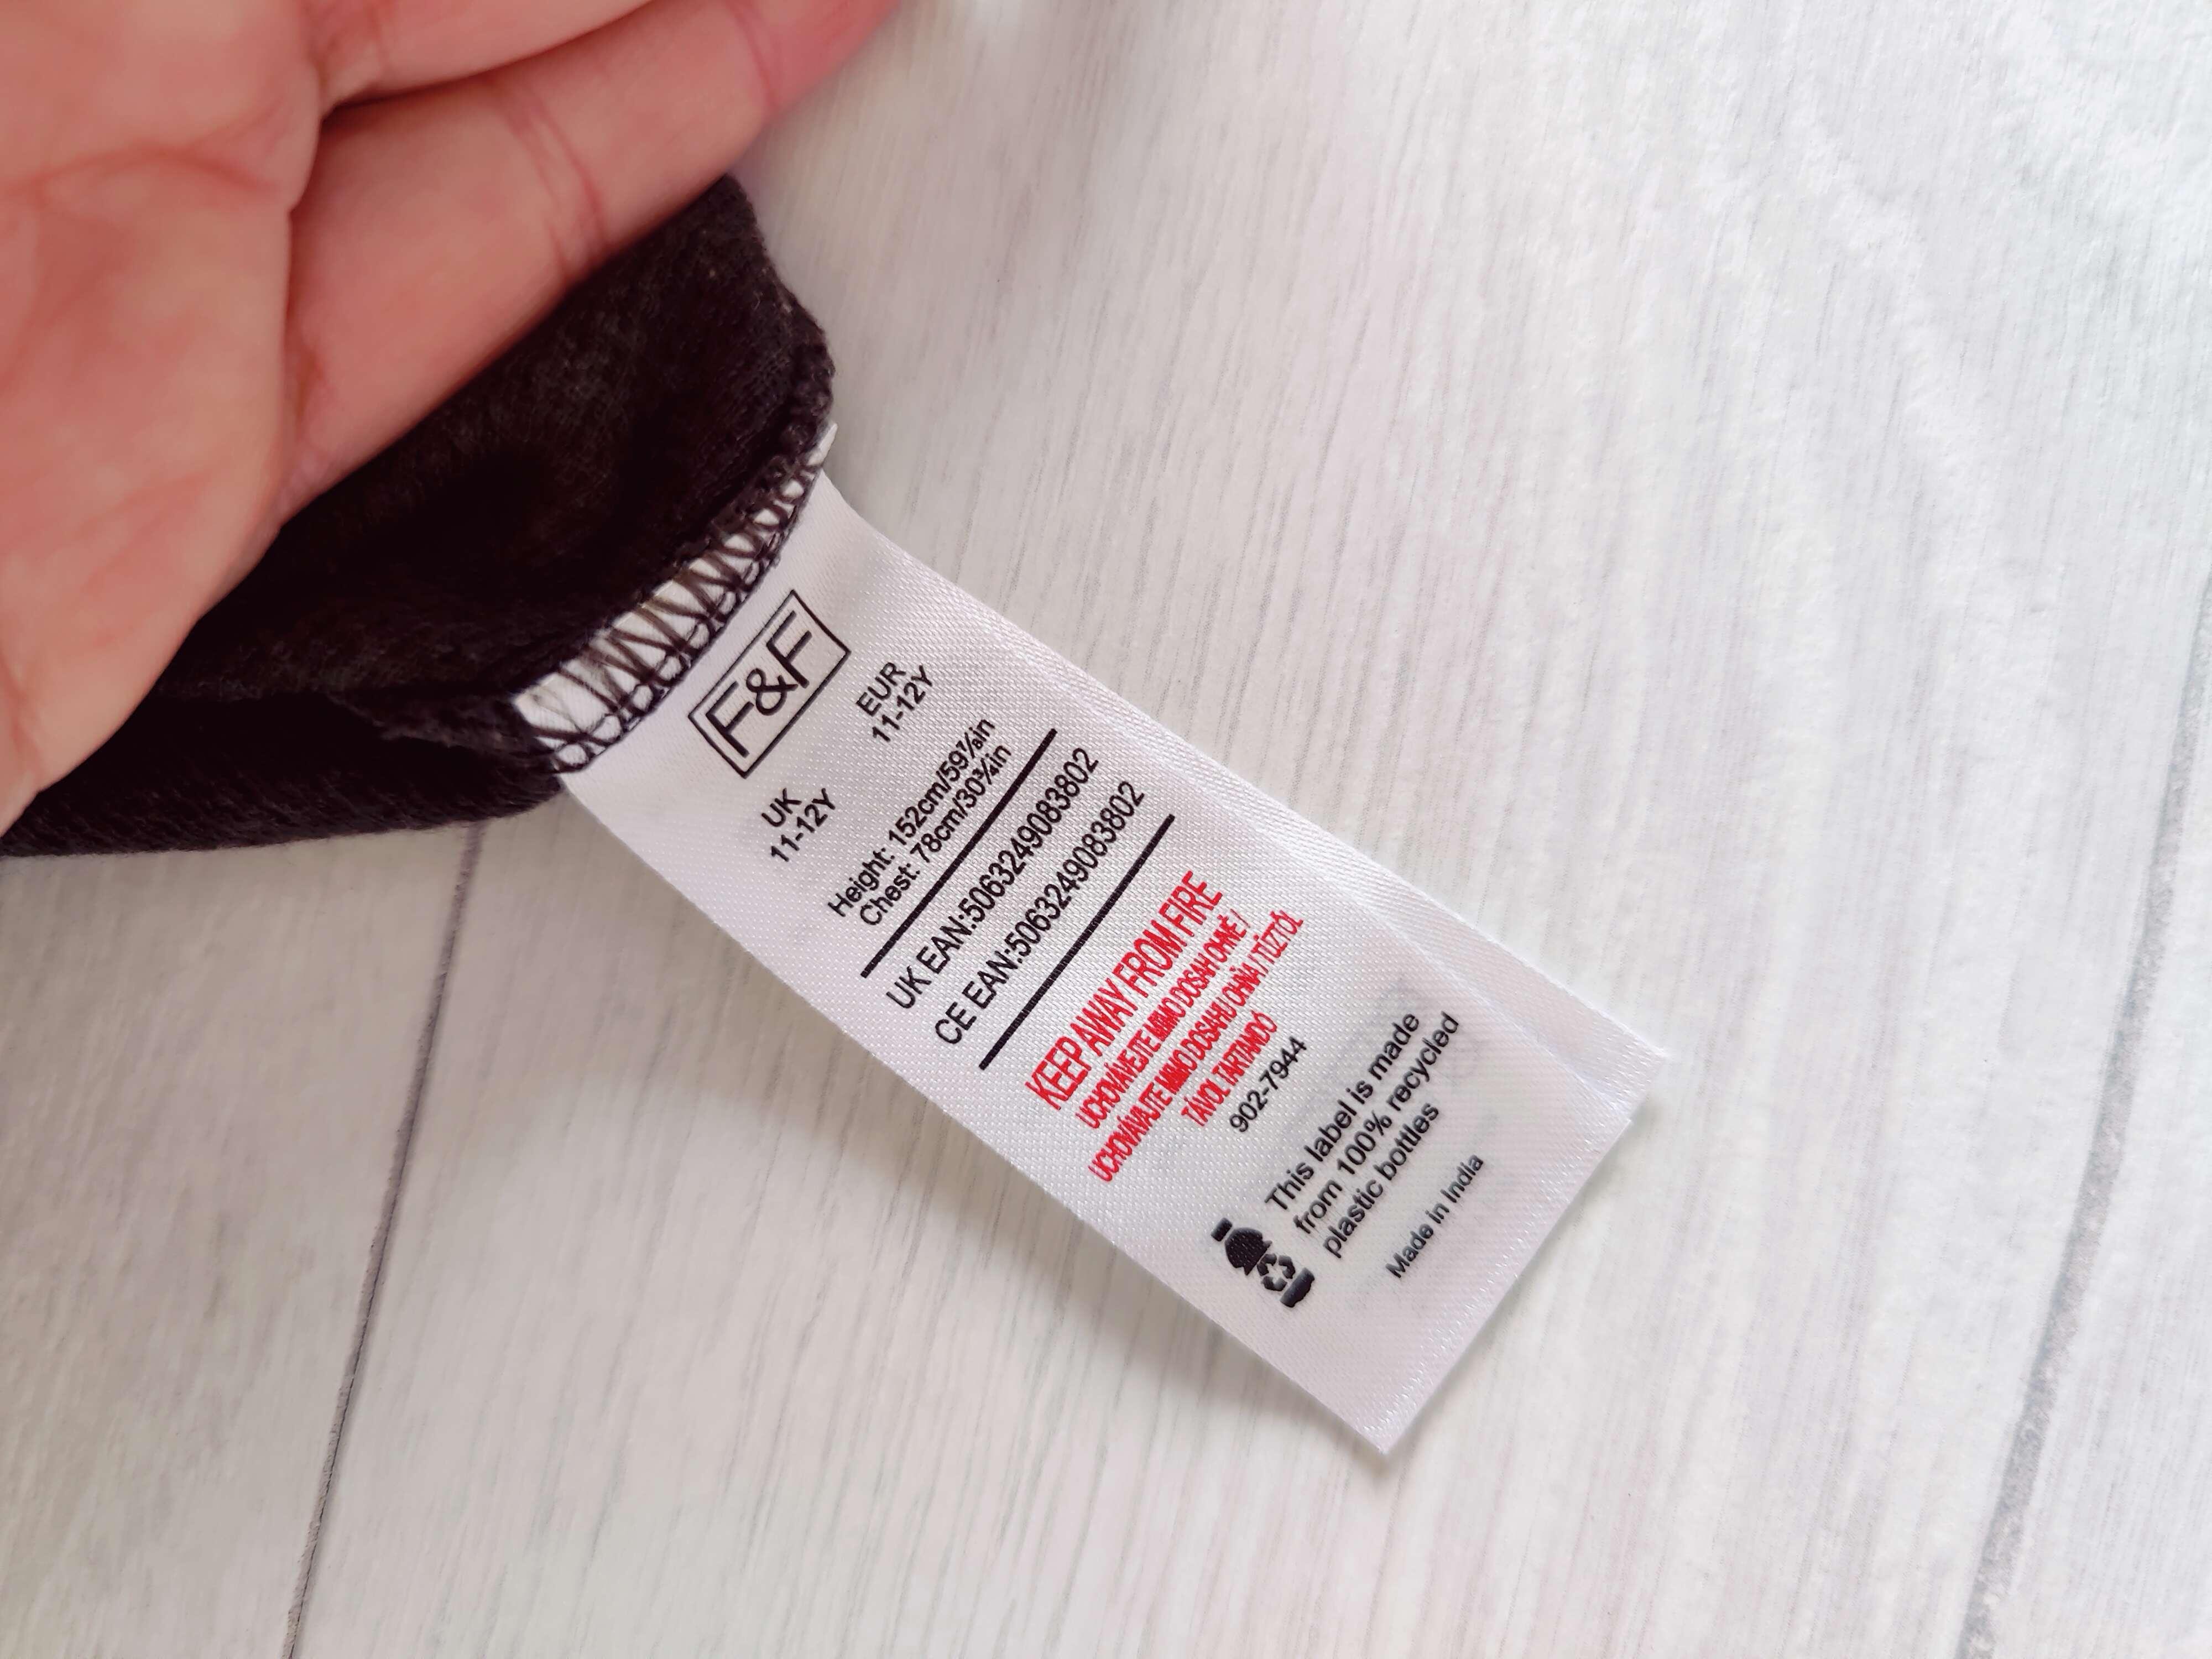 F&F
UK EUR
11-12Y 11-12Y
Height: 152cm/59⅞in
Chest: 78cm/30¾in
UK EAN:5063249083802
CE EAN:5063249083802
KEEP AWAY FROM FIRE
UCHOVÁVEJTE MIMO DOSAH OHNĚ /
UCHOVÁVAJTE MIMO DOSAHU OHŇA / TŰZTŐL
TÁVOL TARTANDÓ
902-7944
This label is made
from 100% recycled
plastic bottles
Made in India